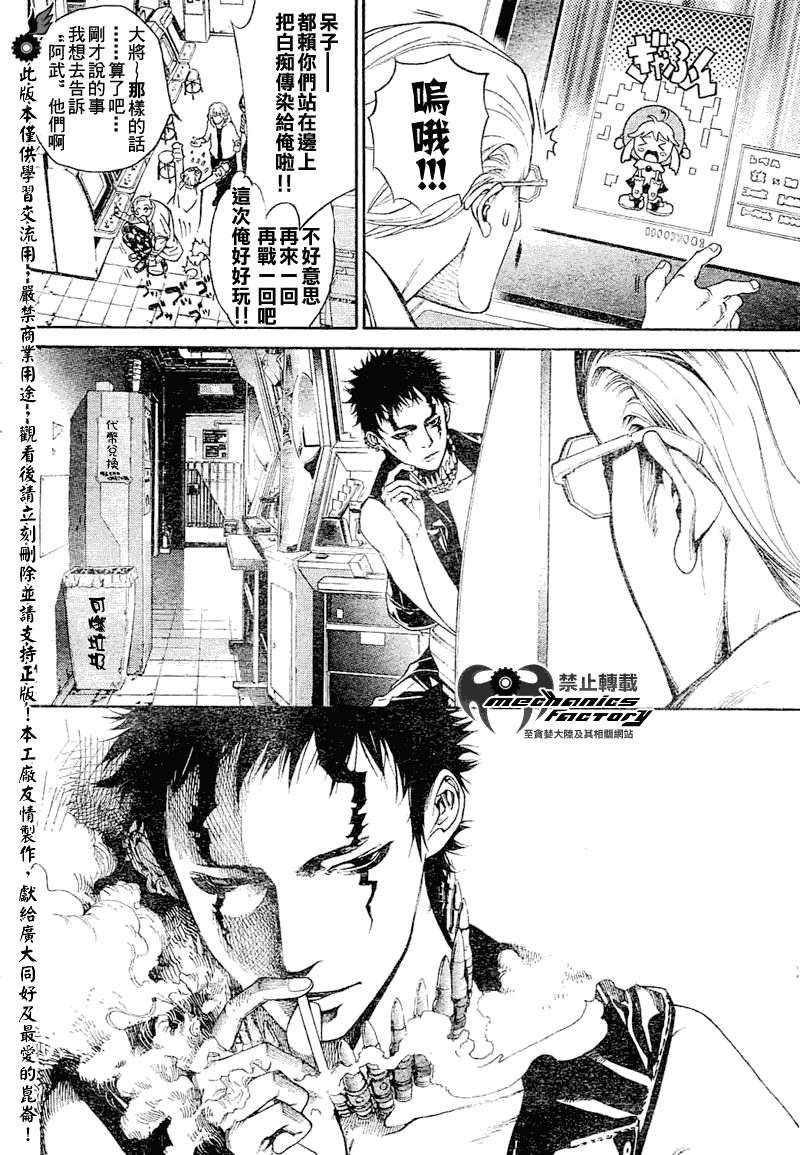 ぎゃふん
000077082
嗚哦!!!
呆子——
都賴你們站在邊上
把白痴傳染給俺啦!!
不好意思
再來一回
再戰一回吧
這次俺好好玩!!
大將～那樣的話
……算了吧…
剛才說的事
我想去告訴
“阿武”他們啊
代幣兌換
禁止轉載
mechanics
Factory
至貪婪大陸及其相關網站
此版本僅供學習交流用；嚴禁商業用途；觀看後請立刻刪除並請支持正版！本工廠友情製作，獻給廣大同好及最愛的崑崙！